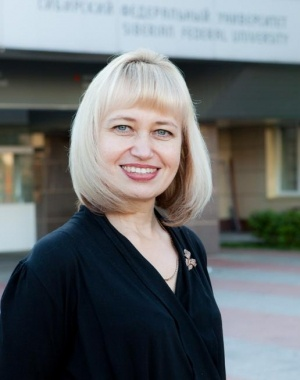 СИБИРСКИЙ ФЕДЕРАЛЬНЫЙ УНИВЕРСИТЕТ
SIBERIAN FEDERAL UNIVERSITY